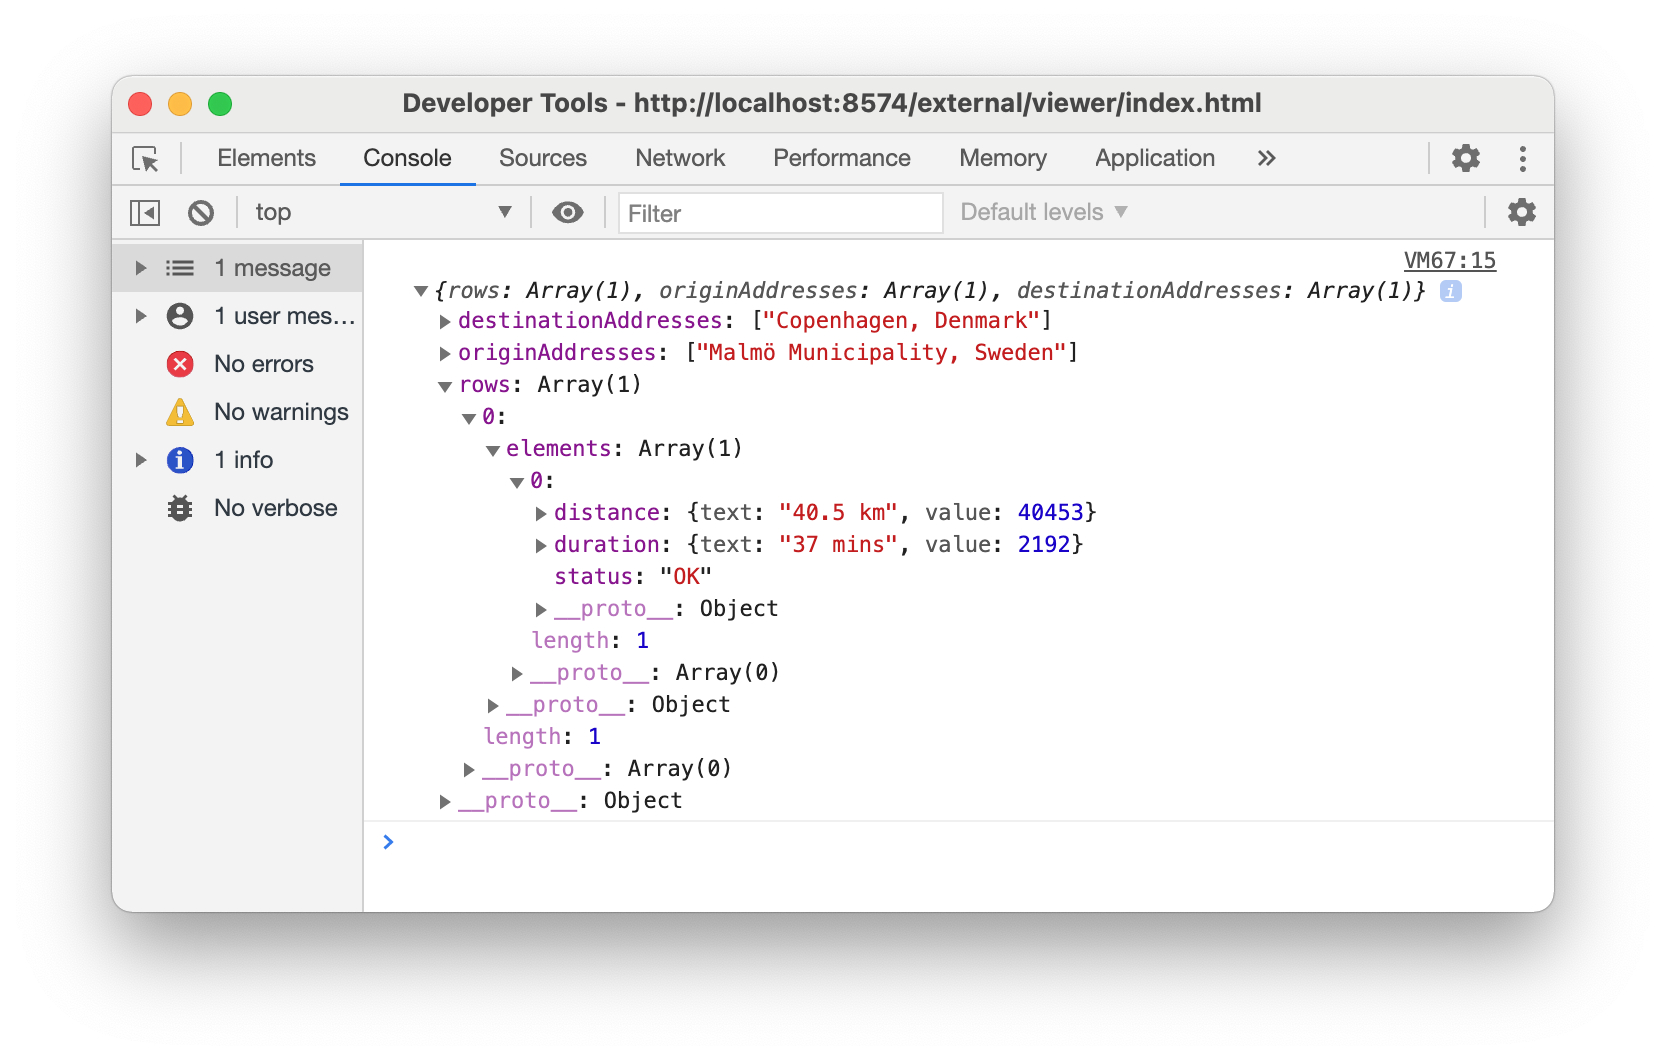 Developer Tools - http://localhost:8574/external/viewer/index.html
Elements Console Sources Network Performance Memory Application »
top Filter Default levels
1 message
1 user mes...
No errors
No warnings
1 info
No verbose
VM67:15
{rows: Array(1), originAddresses: Array(1), destinationAddresses: Array(1)} i
destinationAddresses: ["Copenhagen, Denmark"]
originAddresses: ["Malmö Municipality, Sweden"]
rows: Array(1)
0:
elements: Array(1)
0:
distance: {text: "40.5 km", value: 40453}
duration: {text: "37 mins", value: 2192}
status: "OK"
__proto__: Object
length: 1
__proto__: Array(0)
__proto__: Object
length: 1
__proto__: Array(0)
__proto__: Object